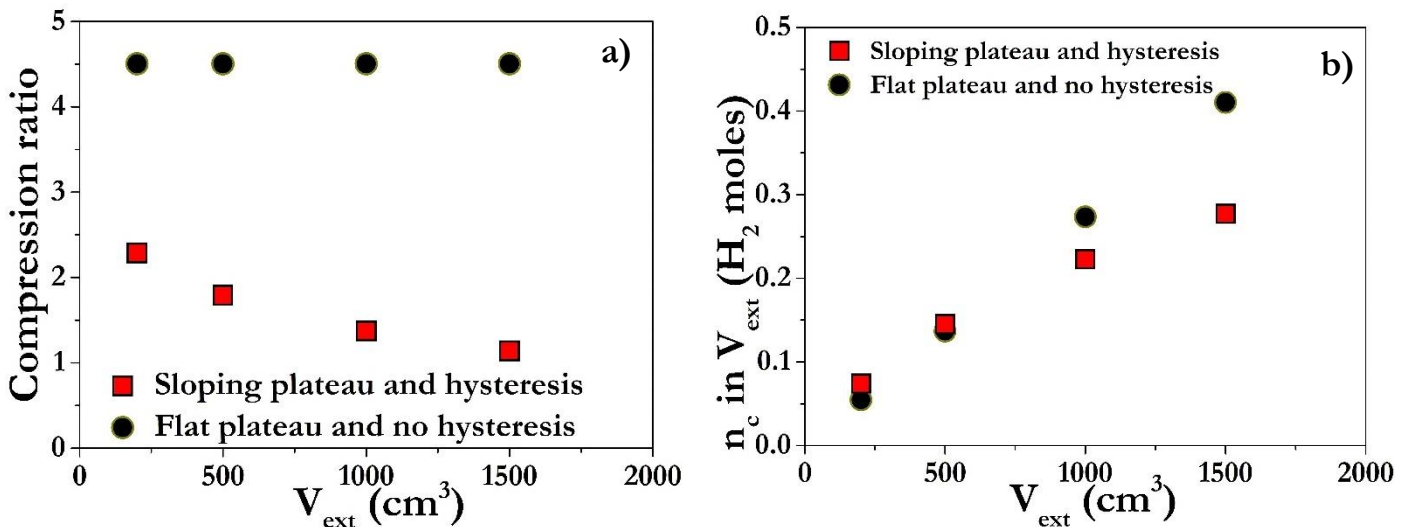 a)
Compression ratio
5
4
3
2
1
0
Sloping plateau and hysteresis
Flat plateau and no hysteresis
0 500 1000 1500 2000
V_ext (cm³)
b)
n_c in V_ext (H₂ moles)
0.5
0.4
0.3
0.2
0.1
0.0
Sloping plateau and hysteresis
Flat plateau and no hysteresis
0 500 1000 1500 2000
V_ext (cm³)